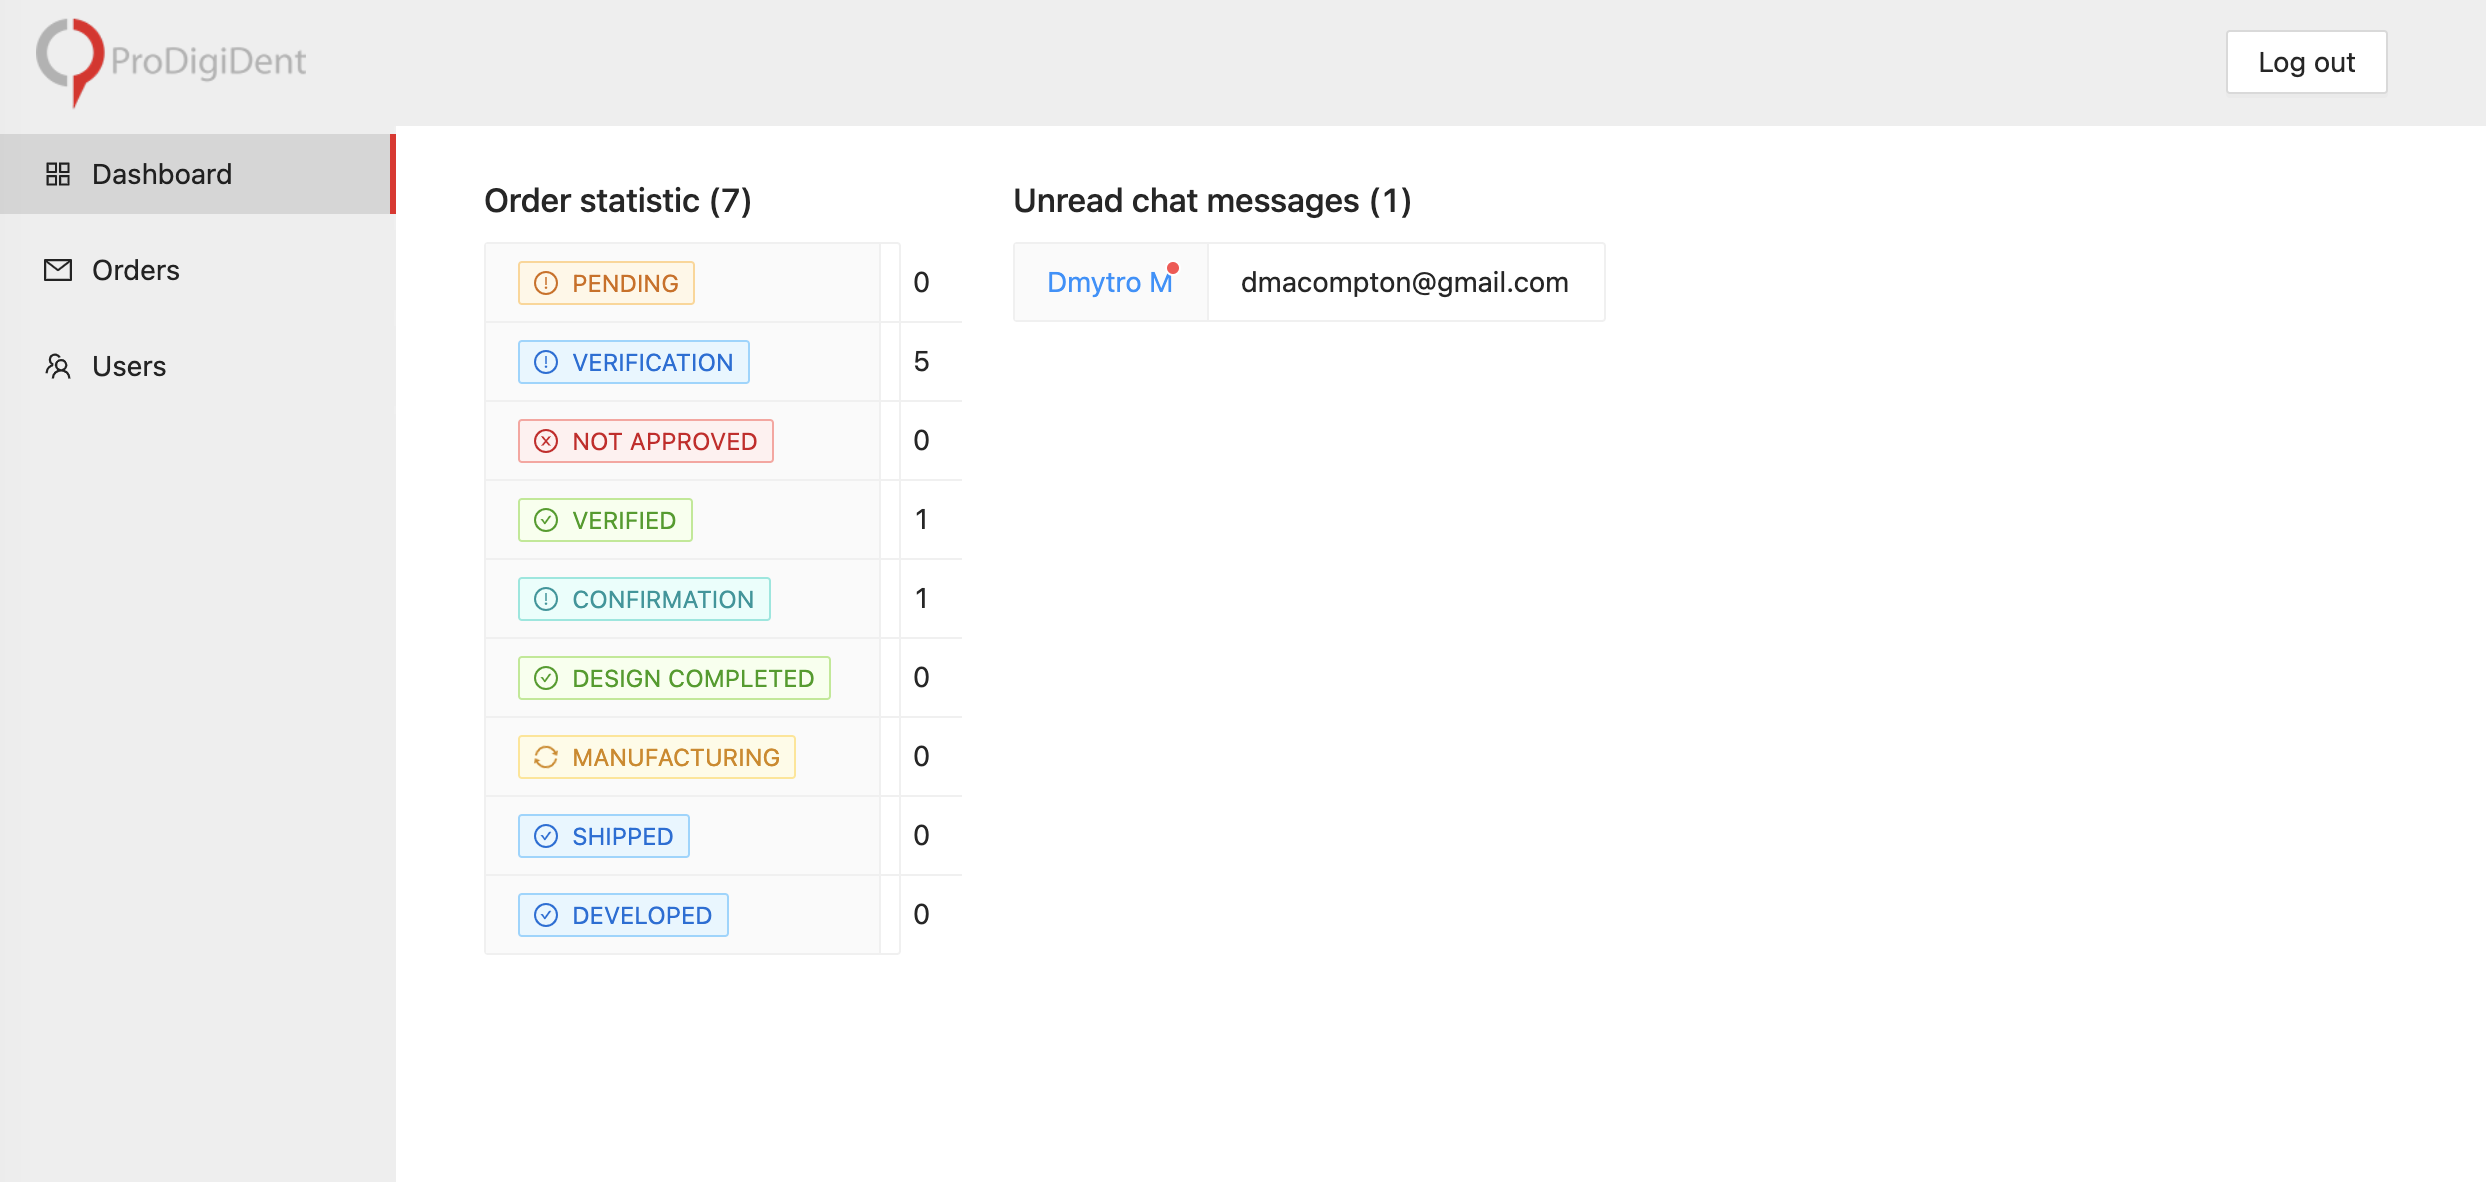 ProDigiDent
Log out
Dashboard
Orders
Users
Order statistic (7)
PENDING 0
VERIFICATION 5
NOT APPROVED 0
VERIFIED 1
CONFIRMATION 1
DESIGN COMPLETED 0
MANUFACTURING 0
SHIPPED 0
DEVELOPED 0
Unread chat messages (1)
Dmytro M dmacompton@gmail.com